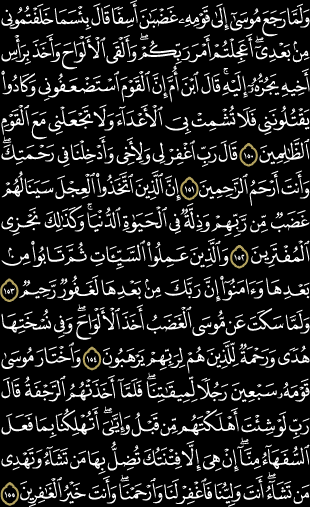 وَلَمَّا رَجَعَ مُوسَىٰٓ إِلَىٰ قَوْمِهِۦ غَضْبَٰنَ أَسِفًا قَالَ بِئْسَمَا خَلَفْتُمُونِي
مِنۢ بَعْدِيٓۖ أَعَجِلْتُمْ أَمْرَ رَبِّكُمْۖ وَأَلْقَى ٱلْأَلْوَاحَ وَأَخَذَ بِرَأْسِ
أَخِيهِ يَجُرُّهُۥٓ إِلَيْهِۚ قَالَ ٱبْنَ أُمَّ إِنَّ ٱلْقَوْمَ ٱسْتَضْعَفُونِي وَكَادُوا۟
يَقْتُلُونَنِي فَلَا تُشْمِتْ بِيَ ٱلْأَعْدَآءَ وَلَا تَجْعَلْنِي مَعَ ٱلْقَوْمِ
ٱلظَّٰلِمِينَ ١٥٠ قَالَ رَبِّ ٱغْفِرْ لِي وَلِأَخِي وَأَدْخِلْنَا فِي رَحْمَتِكَۖ
وَأَنتَ أَرْحَمُ ٱلرَّٰحِمِينَ ١٥١ إِنَّ ٱلَّذِينَ ٱتَّخَذُوا۟ ٱلْعِجْلَ سَيَنَالُهُمْ
غَضَبٌ مِّن رَّبِّهِمْ وَذِلَّةٌ فِي ٱلْحَيَوٰةِ ٱلدُّنْيَاۚ وَكَذَٰلِكَ نَجْزِي
ٱلْمُفْتَرِينَ ١٥٢ وَٱلَّذِينَ عَمِلُوا۟ ٱلسَّيِّـَٔاتِ ثُمَّ تَابُوا۟ مِنۢ
بَعْدِهَا وَءَامَنُوٓا۟ إِنَّ رَبَّكَ مِنۢ بَعْدِهَا لَغَفُورٌ رَّحِيمٌ ١٥٣
وَلَمَّا سَكَتَ عَن مُّوسَى ٱلْغَضَبُ أَخَذَ ٱلْأَلْوَاحَۖ وَفِي نُسْخَتِهَا
هُدًى وَرَحْمَةٌ لِّلَّذِينَ هُمْ لِرَبِّهِمْ يَرْهَبُونَ ١٥٤ وَٱخْتَارَ مُوسَىٰ
قَوْمَهُۥ سَبْعِينَ رَجُلًا لِّمِيقَٰتِنَاۖ فَلَمَّآ أَخَذَتْهُمُ ٱلرَّجْفَةُ قَالَ
رَبِّ لَوْ شِئْتَ أَهْلَكْتَهُم مِّن قَبْلُ وَإِيَّٰيَۖ أَتُهْلِكُنَا بِمَا فَعَلَ
ٱلسُّفَهَآءُ مِنَّآۖ إِنْ هِيَ إِلَّا فِتْنَتُكَ تُضِلُّ بِهَا مَن تَشَآءُ وَتَهْدِي
مَن تَشَآءُۖ أَنتَ وَلِيُّنَا فَٱغْفِرْ لَنَا وَٱرْحَمْنَاۖ وَأَنتَ خَيْرُ ٱلْغَٰفِرِينَ ١٥٥